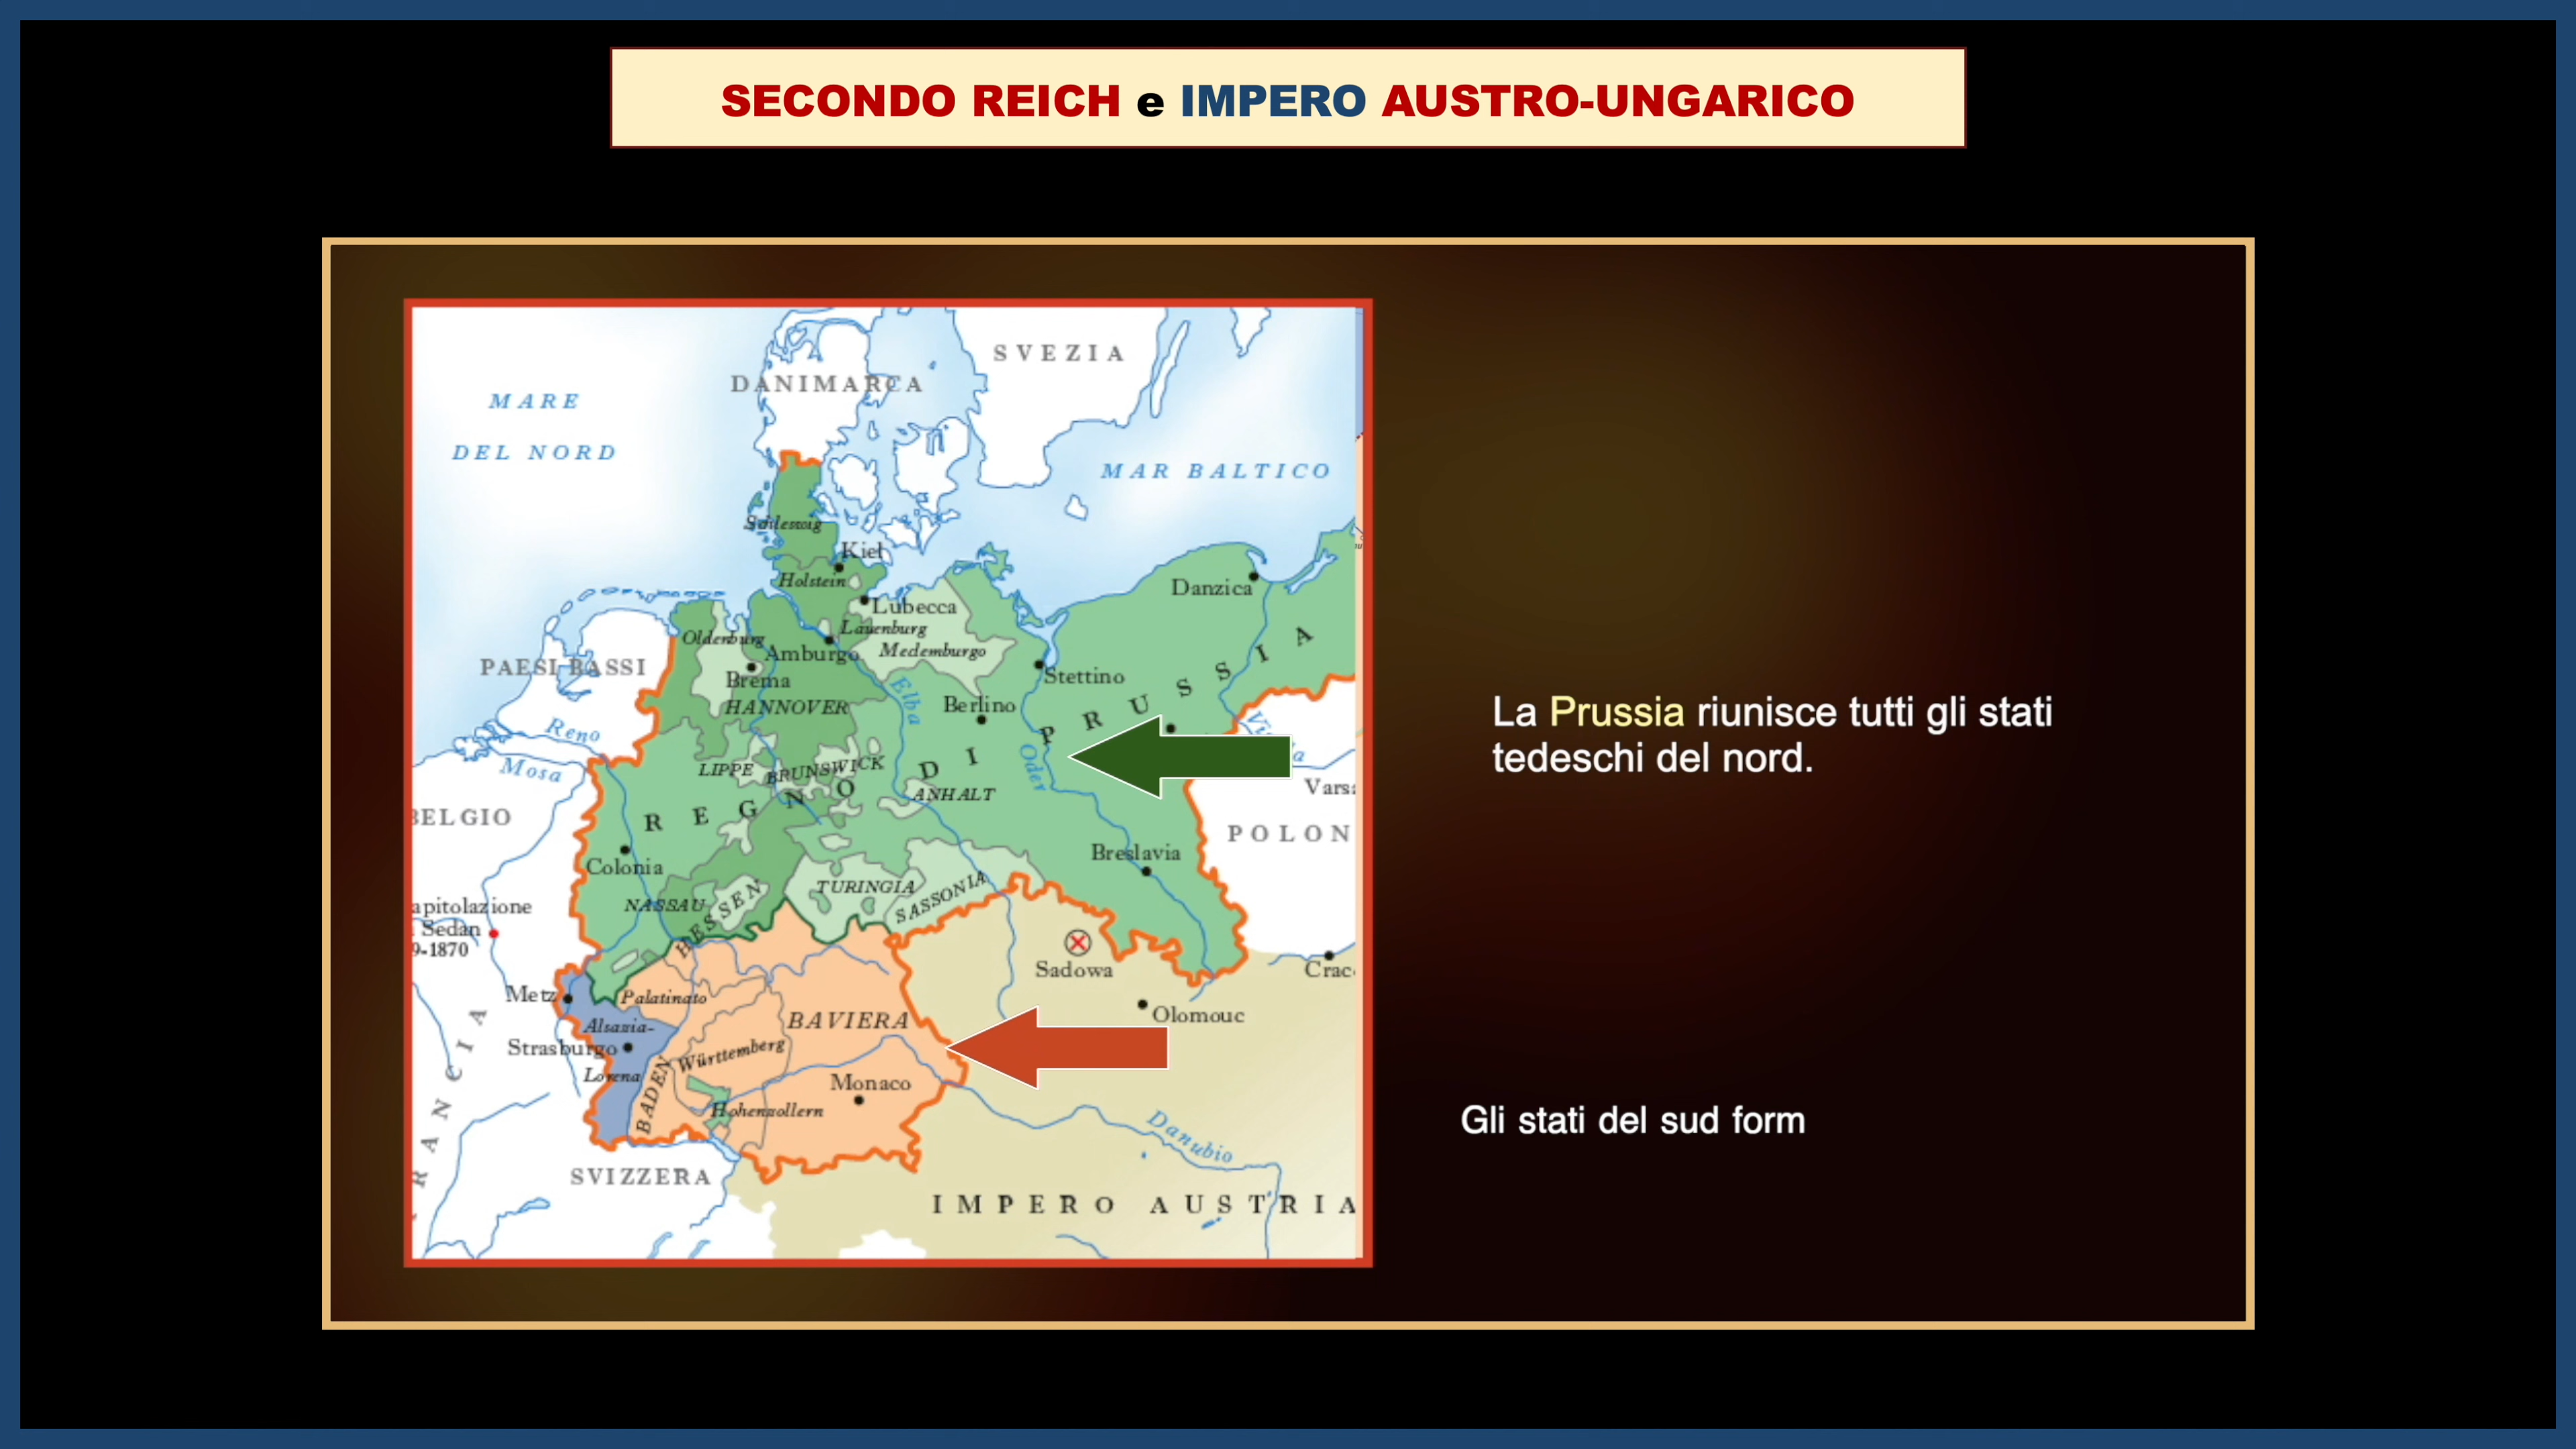 SECONDO REICH e IMPERO AUSTRO-UNGARICO
SVEZIA
DANIMARCA
MARE
DEL NORD
MAR BALTICO
Schleswig
Kiel
Holstein
Danzica
Lubecca
Lauenburg
Oldenburg
Amburgo
Meclemburgo
PAESI BASSI
Brema
Stettino
HANNOVER
Elba
Berlino
Reno
Mosa
LIPPE
BRUNSWICK
Oder
ANHALT
REGNO DI PRUSSIA
Vars
BELGIO
POLON
Colonia
Breslavia
TURINGIA
SASSONIA
NASSAU
HESSEN
apitolazione
Sedan
9-1870
Sadowa
Crac
Metz
Palatinato
Olomouc
Alsazia-
BAVIERA
Strasburgo
Württemberg
Lorena
BADEN
Monaco
Hohenzollern
RANCIA
Danubio
SVIZZERA
IMPERO AUSTRIA
La Prussia riunisce tutti gli stati
tedeschi del nord.
Gli stati del sud form